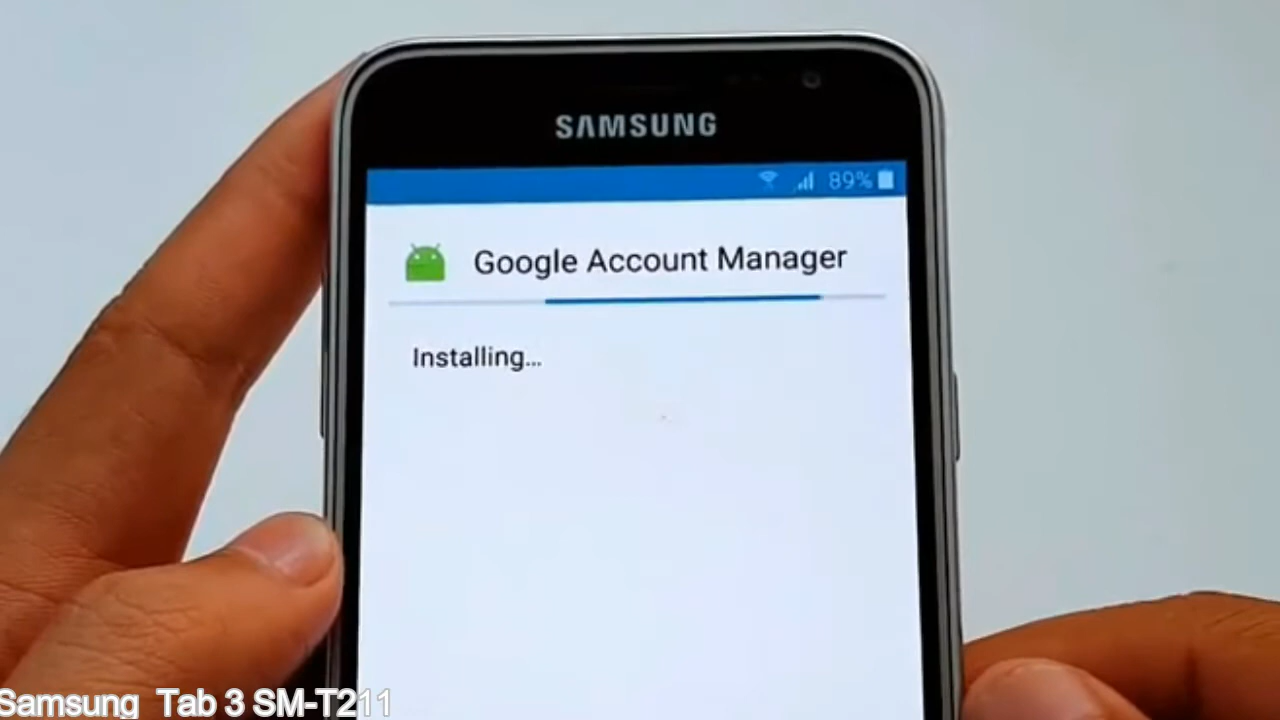 SAMSUNG
89%
Google Account Manager
Installing...
Samsung  Tab 3 SM-T211